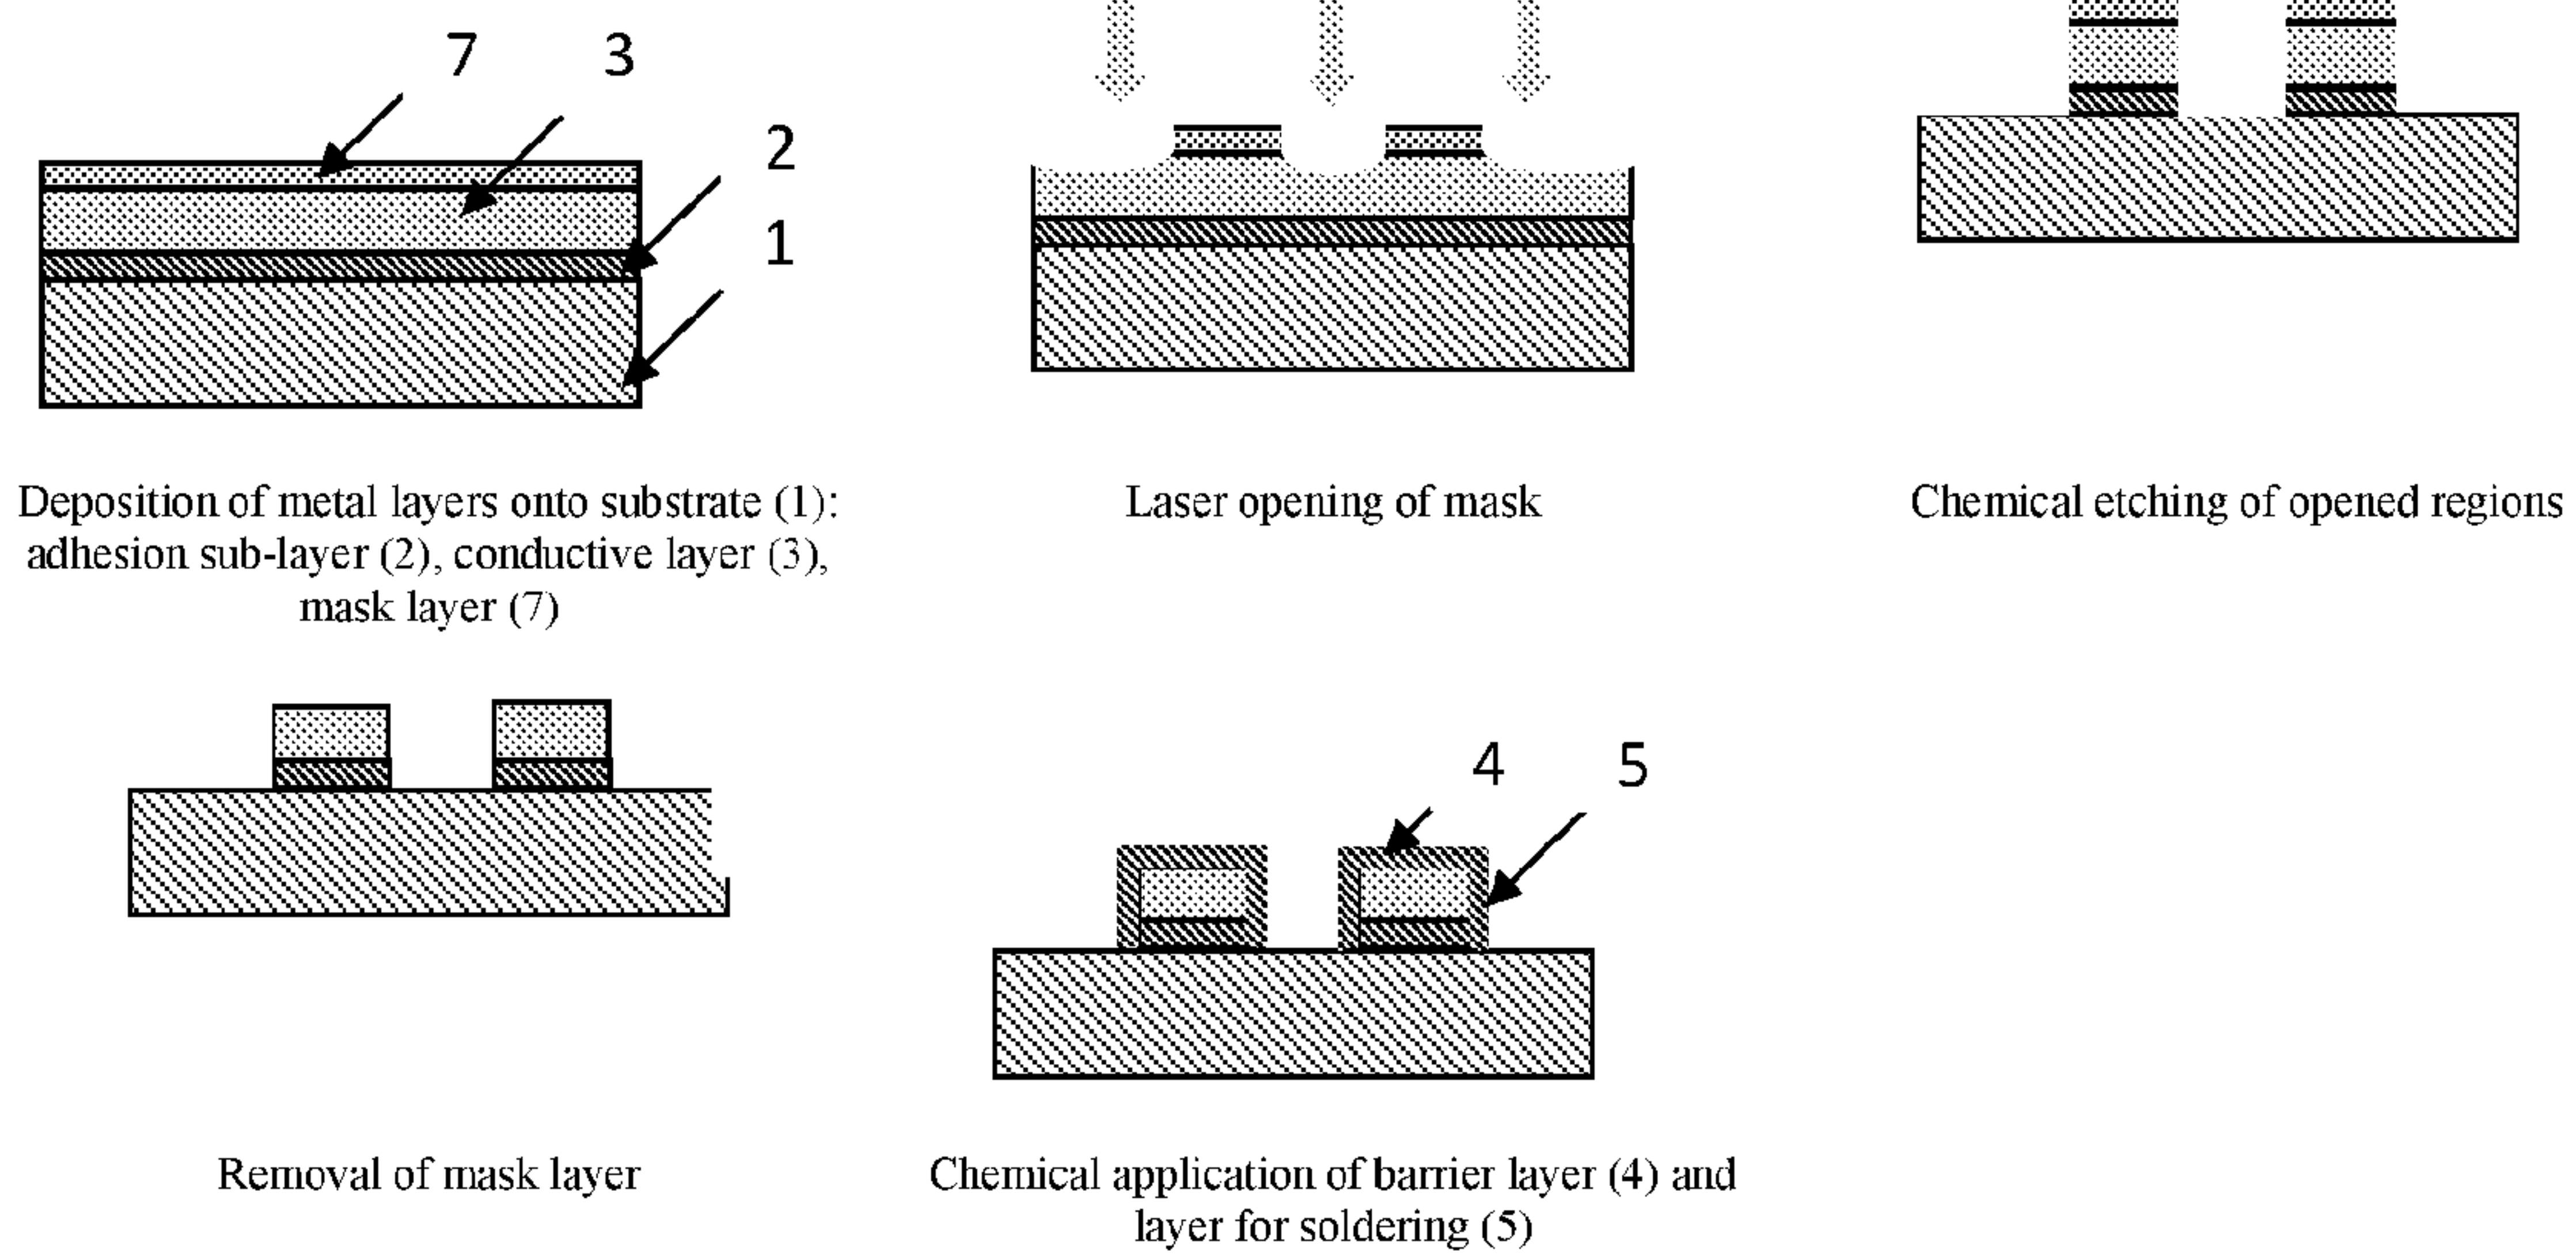 7 3
2
1
Deposition of metal layers onto substrate (1):
adhesion sub-layer (2), conductive layer (3),
mask layer (7)
Laser opening of mask
Chemical etching of opened regions
4 5
Removal of mask layer
Chemical application of barrier layer (4) and
layer for soldering (5)